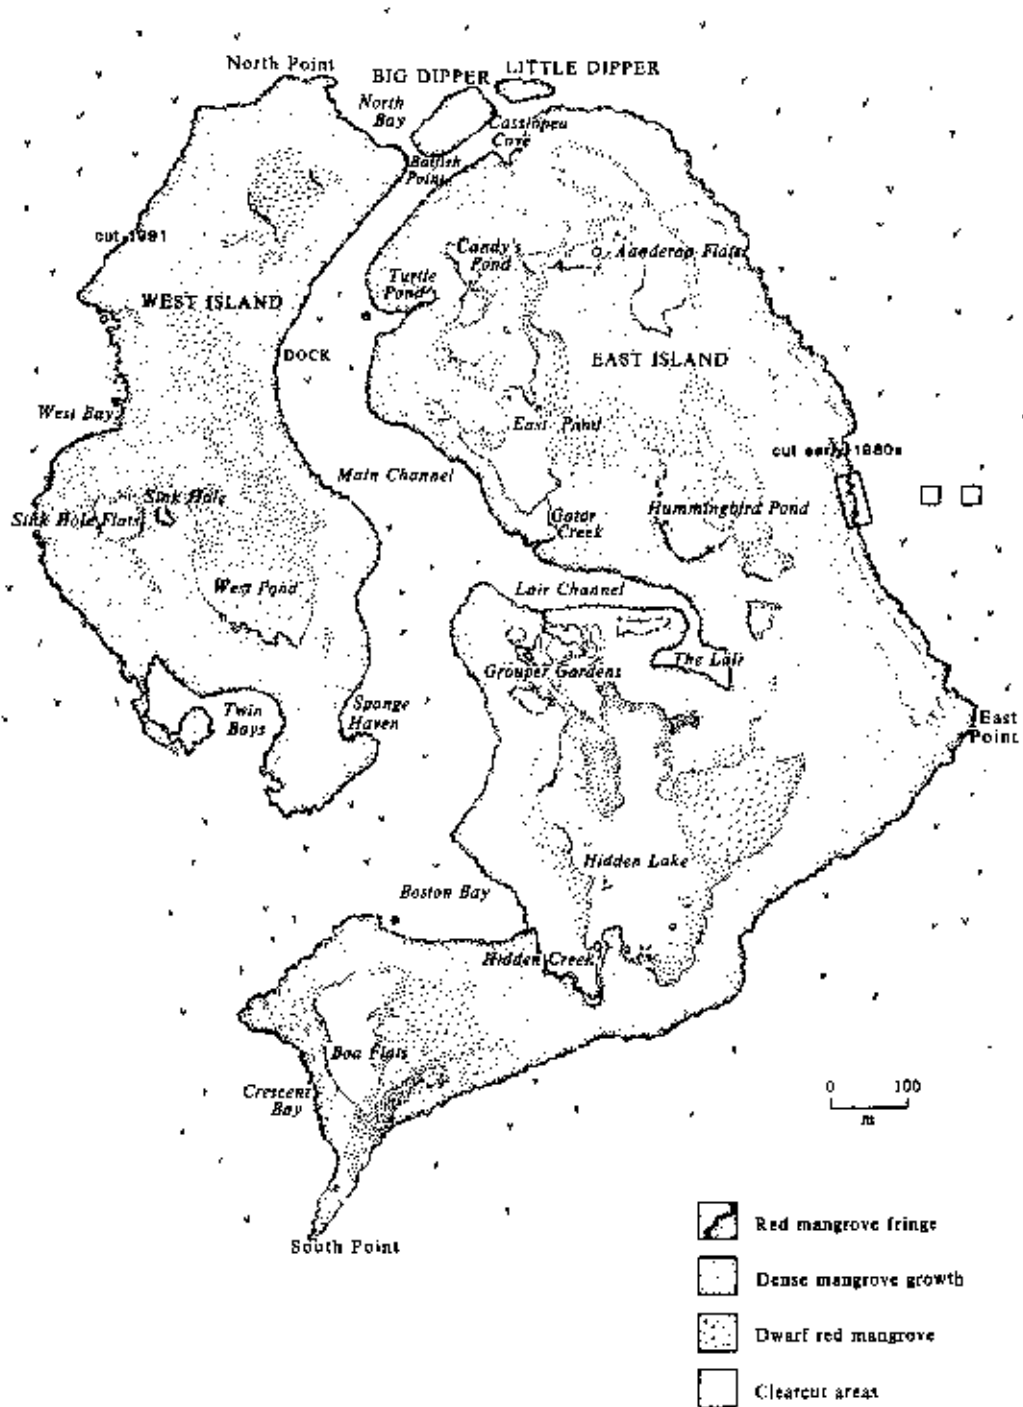 North Point
BIG DIPPER
LITTLE DIPPER
North
Bay
Cassiopea
Cove
Batfish
Point
cut 1991
Candy's
Pond
Aanderaa Flats
Turtle
Pond
WEST ISLAND
DOCK
EAST ISLAND
West Bay
East Pond
cut early 1980s
Main Channel
Sink Hole
Sink Hole Flats
Gator
Creek
Hummingbird Pond
West Pond
Lair Channel
Grouper Gardens
The Lair
Twin
Bays
Sponge
Haven
East
Point
Hidden Lake
Boston Bay
Hidden Creek
Boa Flats
Crescent
Bay
0 100
m
South Point
Red mangrove fringe
Dense mangrove growth
Dwarf red mangrove
Clearcut areas